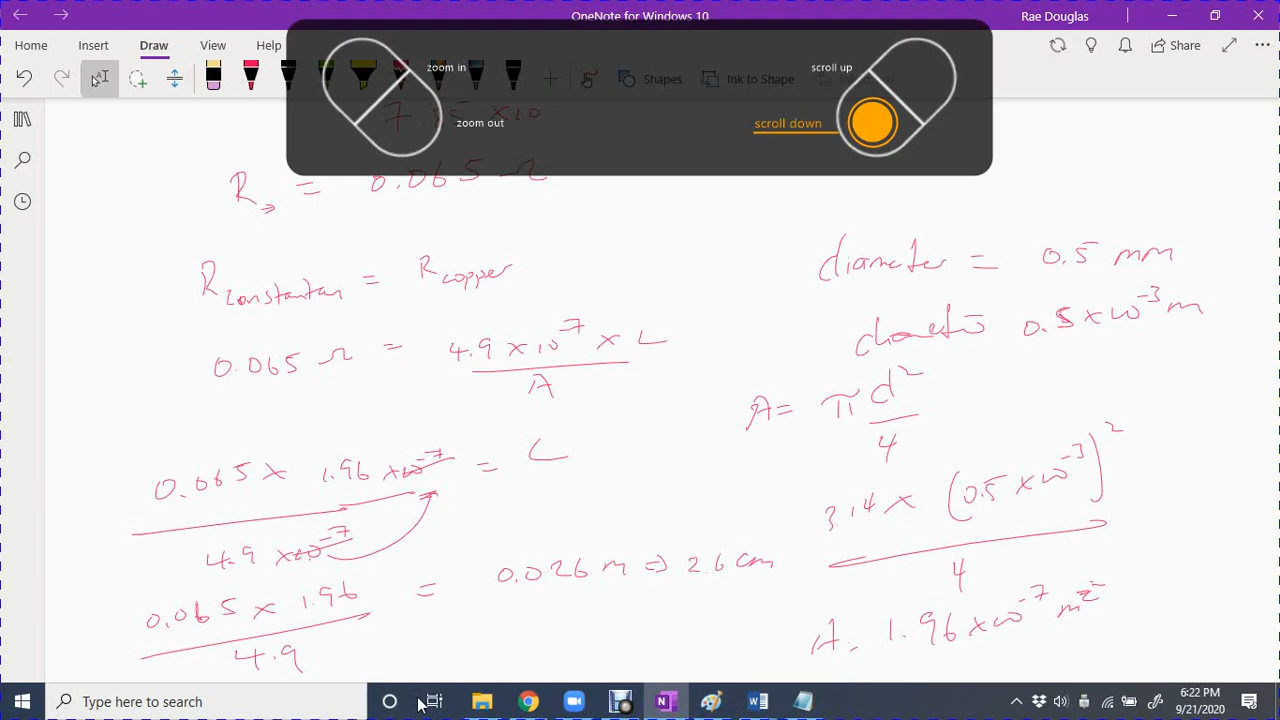 OneNote for Windows 10
Rae Douglas
Home Insert Draw View Help
Share
Shapes
Ink to Shape
zoom in
zoom out
scroll up
scroll down
R = 0.065 Ω
R constantan = R copper
0.065 Ω = 4.9 × 10⁻⁷ × L
A
0.065 × 1.96 ×10⁻⁷ = L
4.9 ×10⁻⁷
0.065 × 1.96 = 0.026 m ⇒ 2.6 cm
4.9
diameter = 0.5 mm
diameter 0.5 × 10⁻³ m
A = π d²
4
3.14 × (0.5 × 10⁻³)²
4
A = 1.96 × 10⁻⁷ m²
Type here to search
6:22 PM
9/21/2020